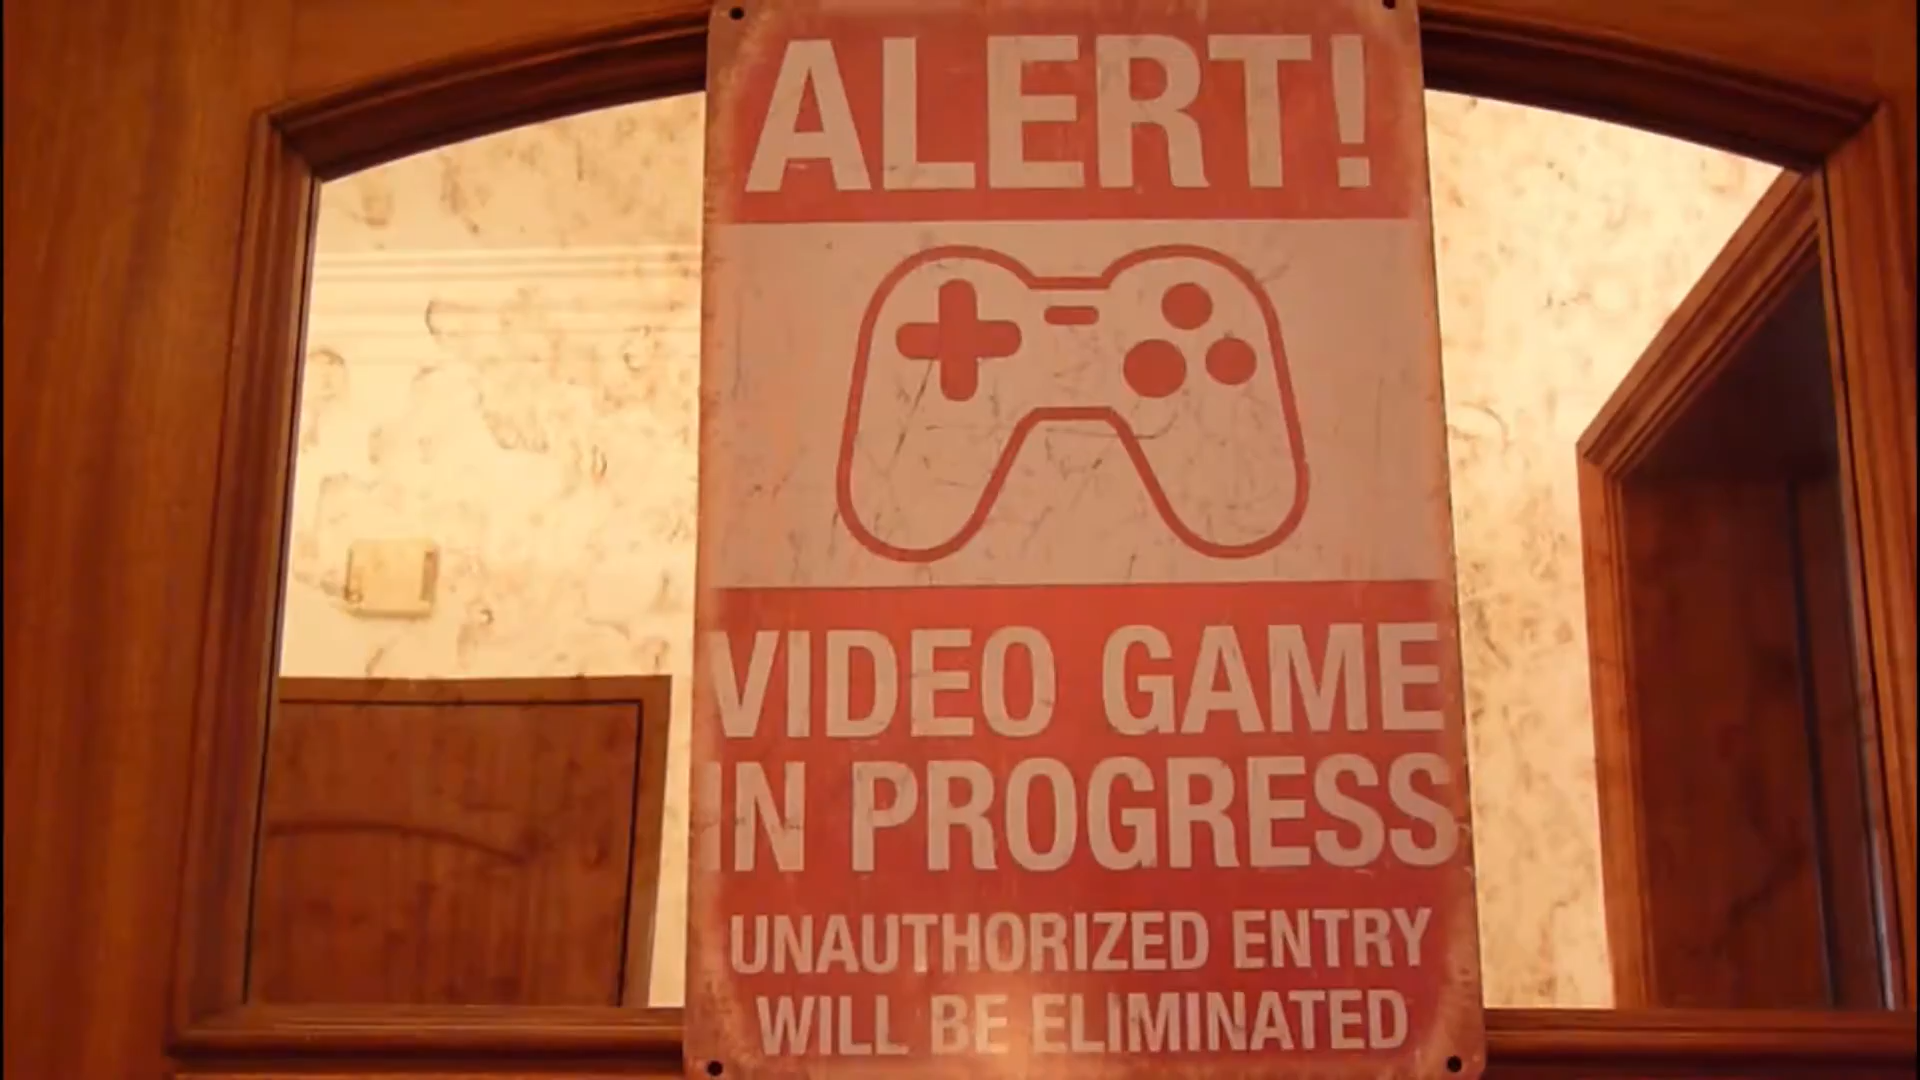 ALERT!
VIDEO GAME
IN PROGRESS
UNAUTHORIZED ENTRY
WILL BE ELIMINATED